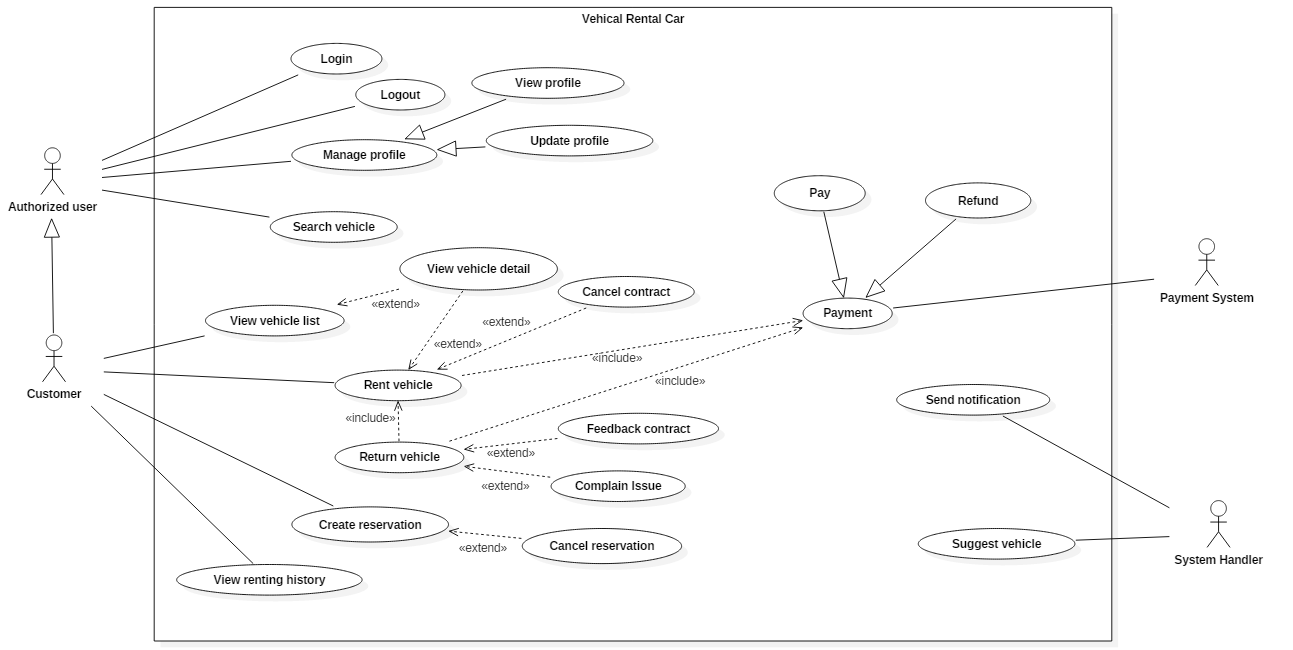 Vehical Rental Car
Login
View profile
Logout
Update profile
Manage profile
Authorized user
Pay
Refund
Search vehicle
View vehicle detail
Cancel contract
Payment System
«extend»
View vehicle list
«extend»
Payment
«extend»
«include»
Rent vehicle
«include»
Customer
Send notification
«include»
Feedback contract
Return vehicle
«extend»
«extend»
Complain Issue
Create reservation
«extend»
Cancel reservation
Suggest vehicle
System Handler
View renting history